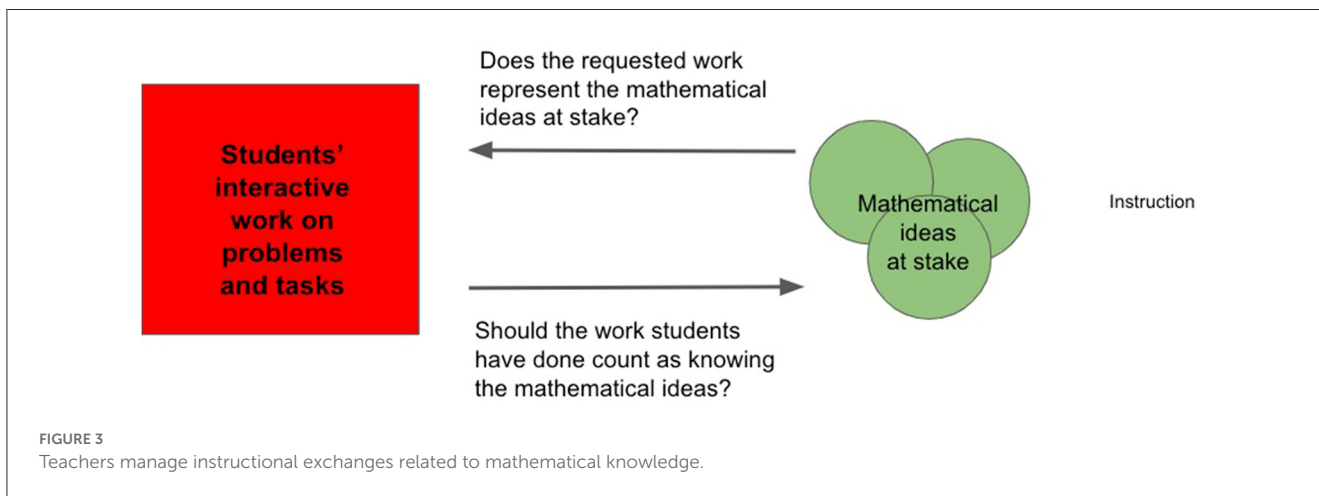 Does the requested work
represent the mathematical
ideas at stake?
Students’
interactive
work on
problems
and tasks
Mathematical
ideas
at stake
Instruction
Should the work students
have done count as knowing
the mathematical ideas?
FIGURE 3
Teachers manage instructional exchanges related to mathematical knowledge.